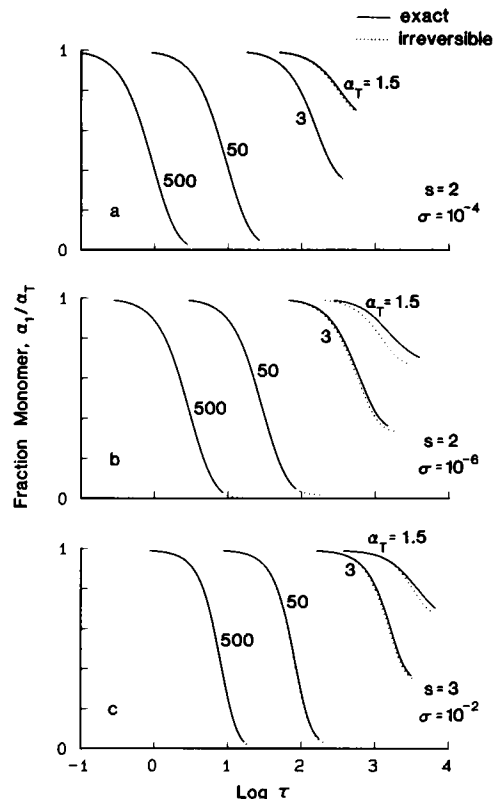 exact
irreversible
1
α_T = 1.5
3
50
500
a
s = 2
σ = 10⁻⁴
0
1
α_T = 1.5
3
50
500
b
s = 2
σ = 10⁻⁶
0
Fraction Monomer, α₁/α_T
1
α_T = 1.5
3
50
500
c
s = 3
σ = 10⁻²
0
-1 0 1 2 3 4
Log τ